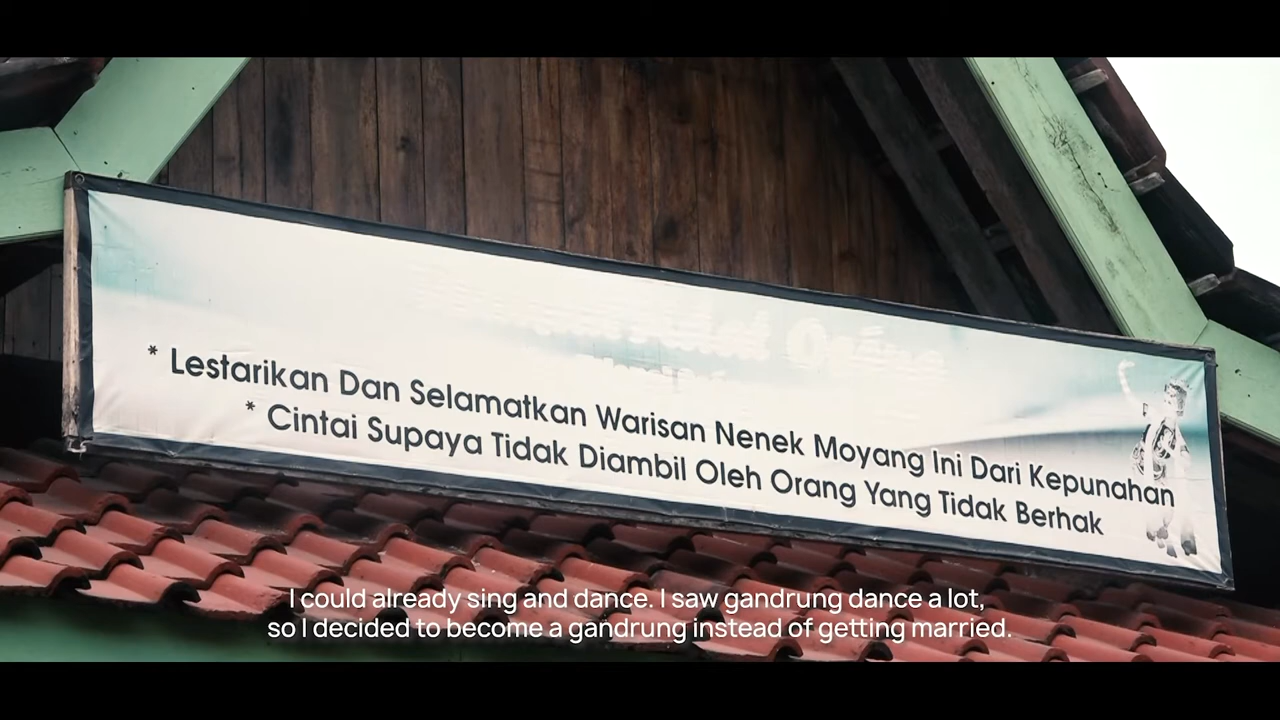 * Lestarikan Dan Selamatkan Warisan Nenek Moyang Ini Dari Kepunahan
* Cintai Supaya Tidak Diambil Oleh Orang Yang Tidak Berhak
I could already sing and dance. I saw gandrung dance a lot,
so I decided to become a gandrung instead of getting married.